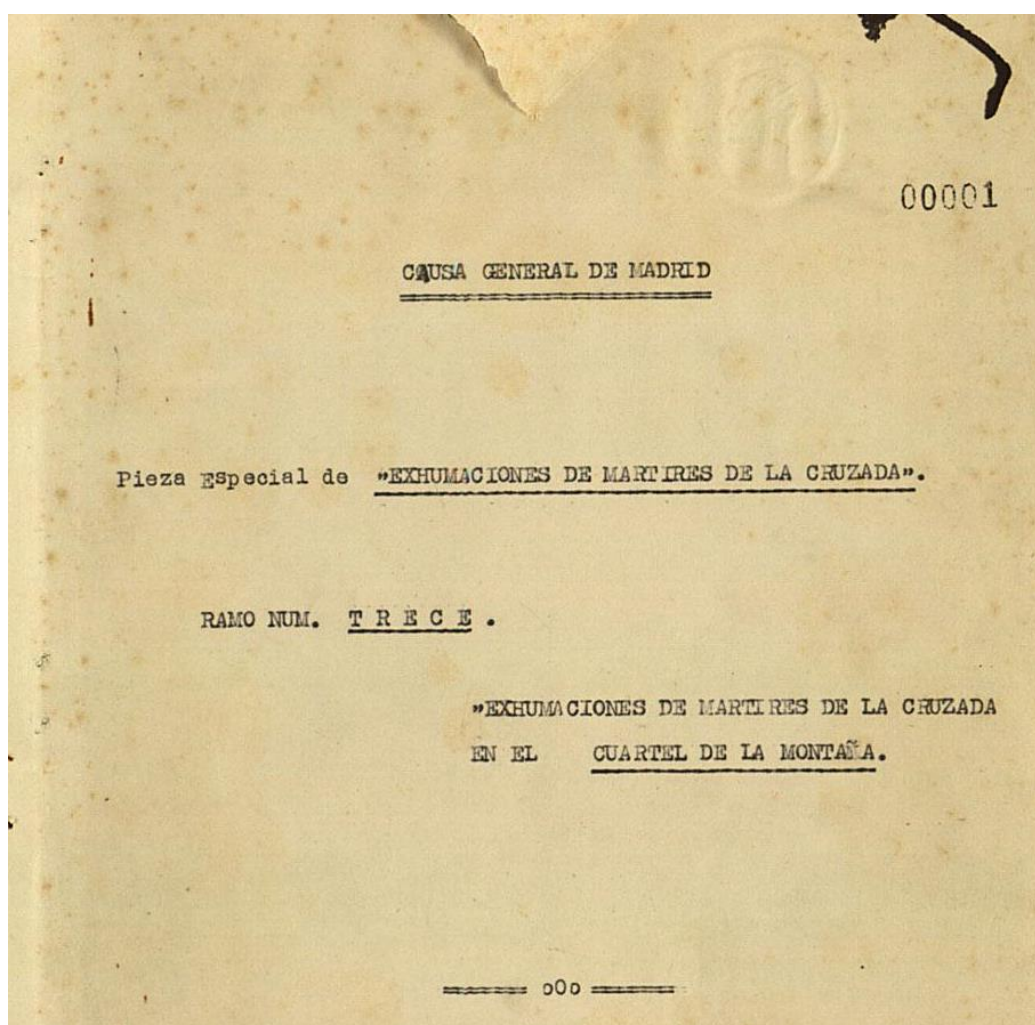 00001
CAUSA GENERAL DE MADRID
Pieza Especial de "EXHUMACIONES DE MARTIRES DE LA CRUZADA".
RAMO NUM. T R E C E .
"EXHUMACIONES DE MARTIRES DE LA CRUZADA
EN EL CUARTEL DE LA MONTAÑA.
===== oOo =====